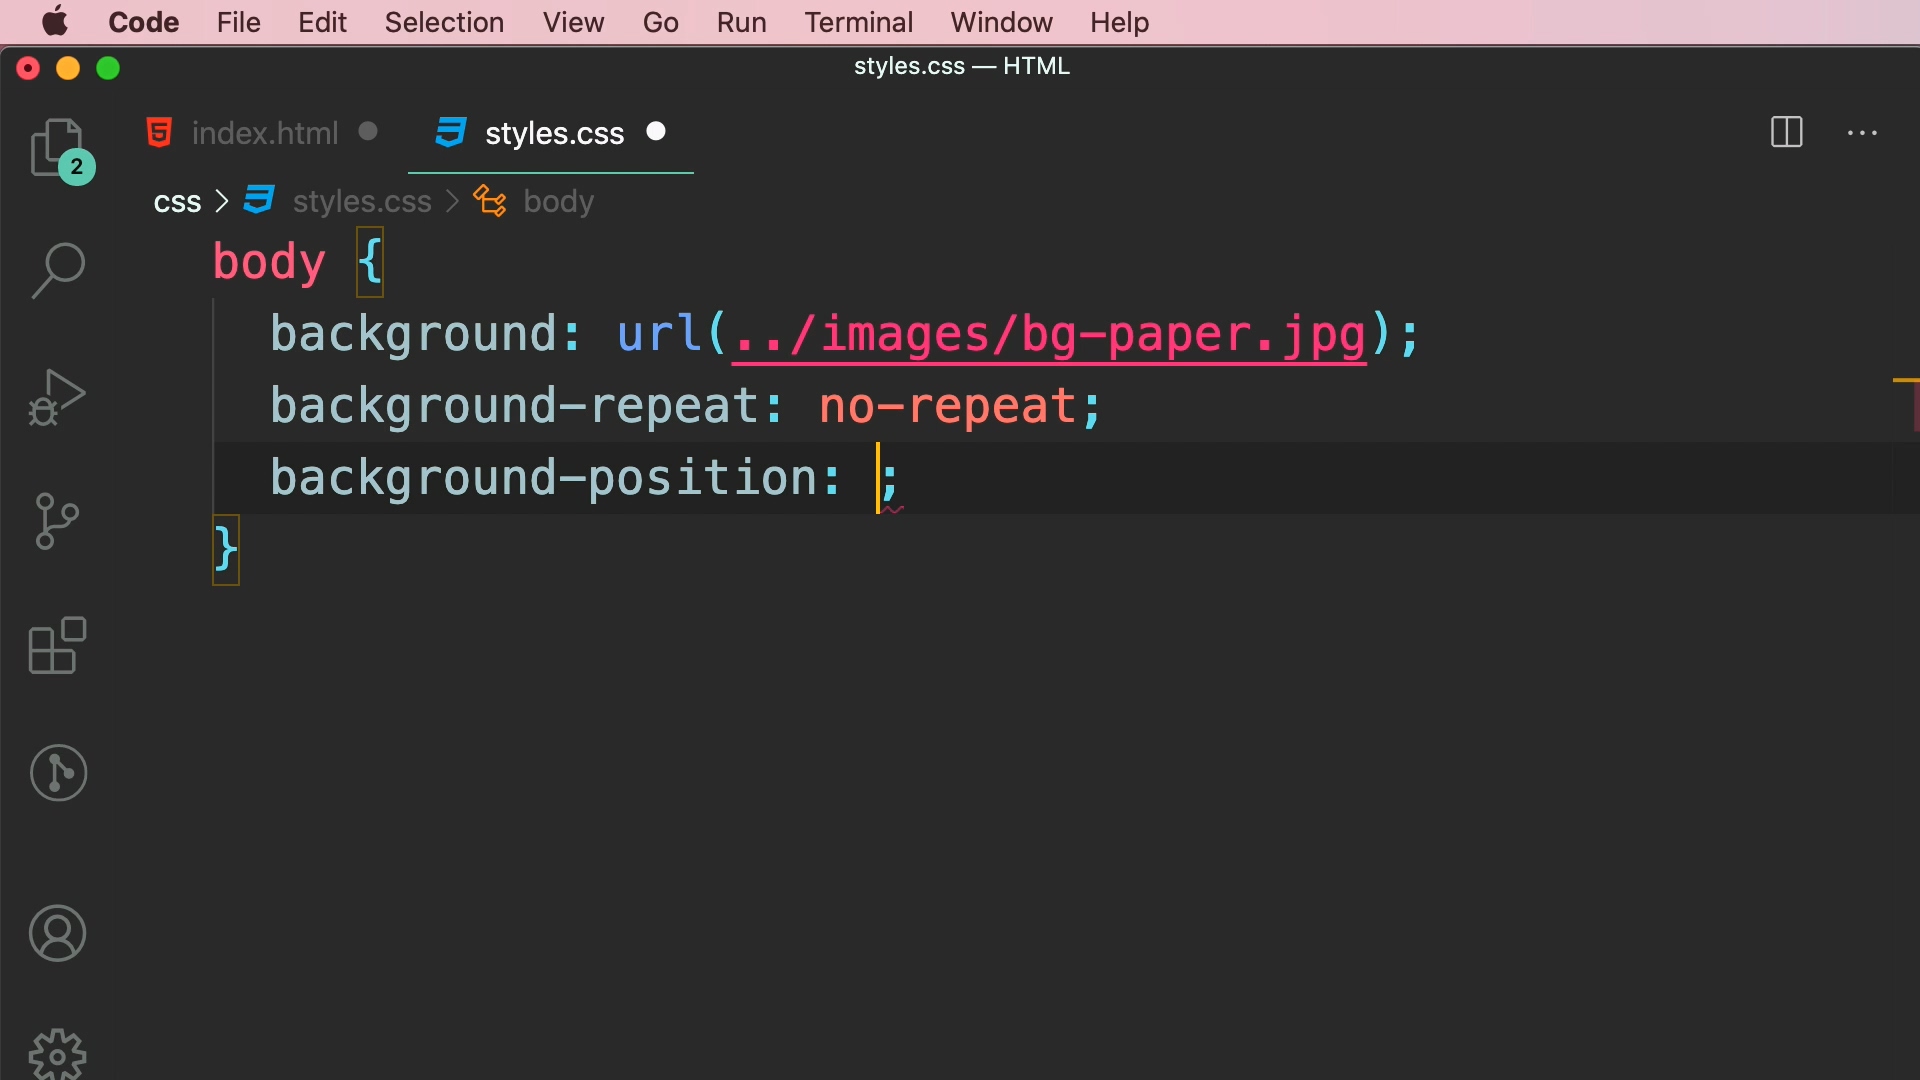 Code File Edit Selection View Go Run Terminal Window Help
styles.css — HTML
index.html styles.css
2
css > styles.css > body
body {
background: url(../images/bg-paper.jpg);
background-repeat: no-repeat;
background-position: ;
}